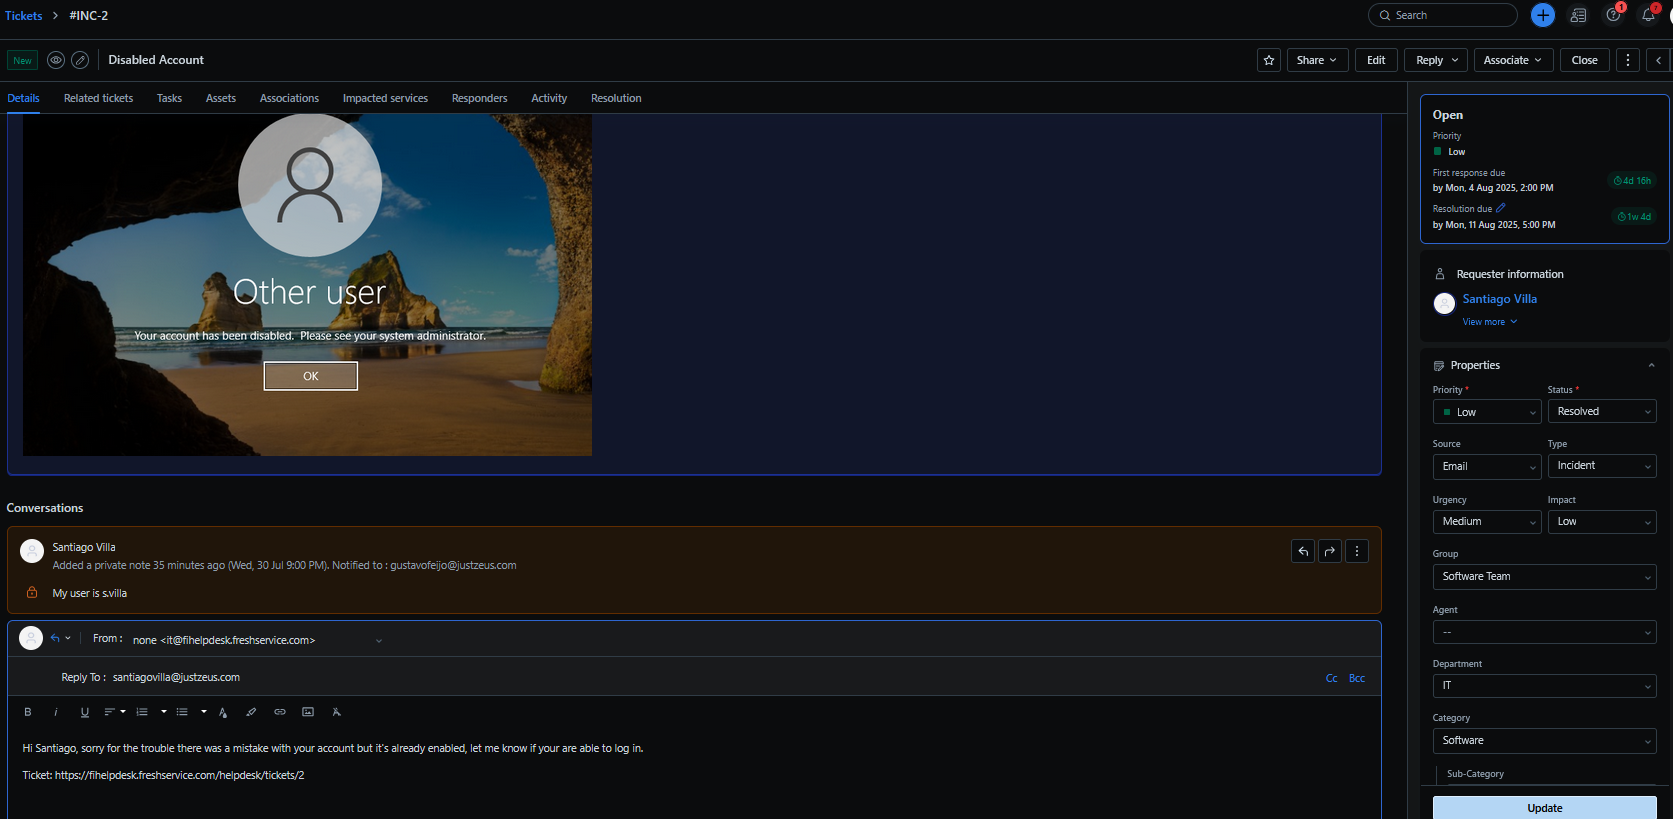 Tickets > #INC-2
Search
1
7
New
Disabled Account
Share
Edit
Reply
Associate
Close
Details
Related tickets
Tasks
Assets
Associations
Impacted services
Responders
Activity
Resolution
Other user
Your account has been disabled. Please see your system administrator.
OK
Conversations
Santiago Villa
Added a private note 35 minutes ago (Wed, 30 Jul 9:00 PM). Notified to : gustavofeijo@justzeus.com
My user is s.villa
From : none <it@fihelpdesk.freshservice.com>
Reply To : santiagovilla@justzeus.com
Cc Bcc
B i U
Hi Santiago, sorry for the trouble there was a mistake with your account but it's already enabled, let me know if your are able to log in.
Ticket: https://fihelpdesk.freshservice.com/helpdesk/tickets/2
Open
Priority
Low
First response due
by Mon, 4 Aug 2025, 2:00 PM
4d 16h
Resolution due
by Mon, 11 Aug 2025, 5:00 PM
1w 4d
Requester information
Santiago Villa
View more
Properties
Priority * Status *
Low Resolved
Source Type
Email Incident
Urgency Impact
Medium Low
Group
Software Team
Agent
--
Department
IT
Category
Software
Sub-Category
Update